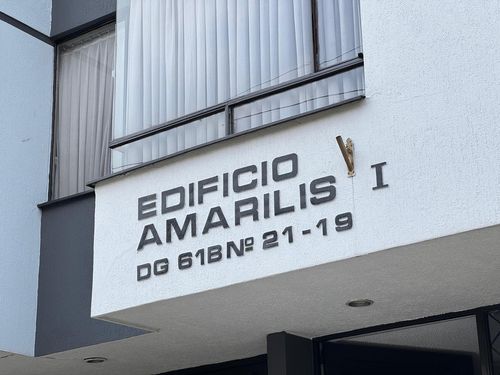 EDIFICIO
AMARILIS I
DG 61B Nº 21-19